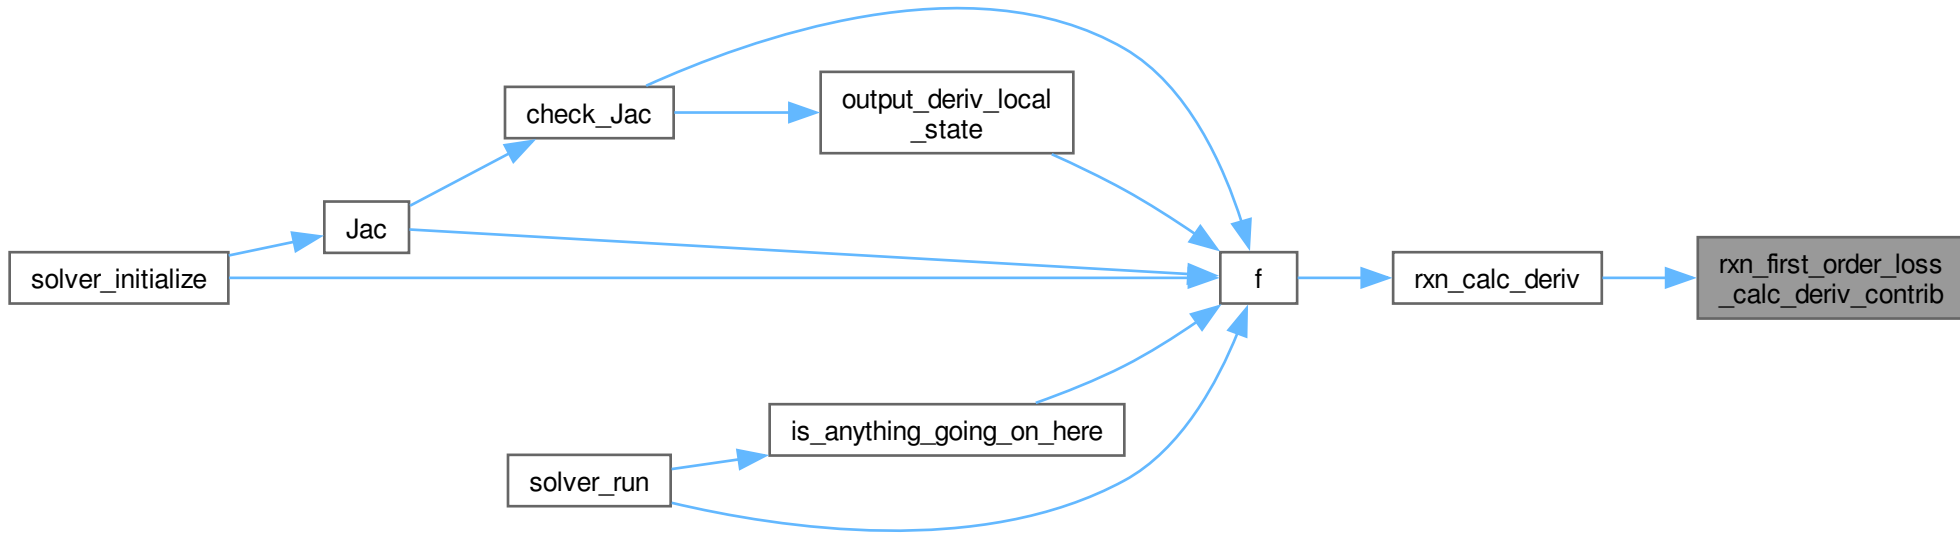 check_Jac
output_deriv_local
_state
Jac
solver_initialize
f
rxn_calc_deriv
rxn_first_order_loss
_calc_deriv_contrib
is_anything_going_on_here
solver_run